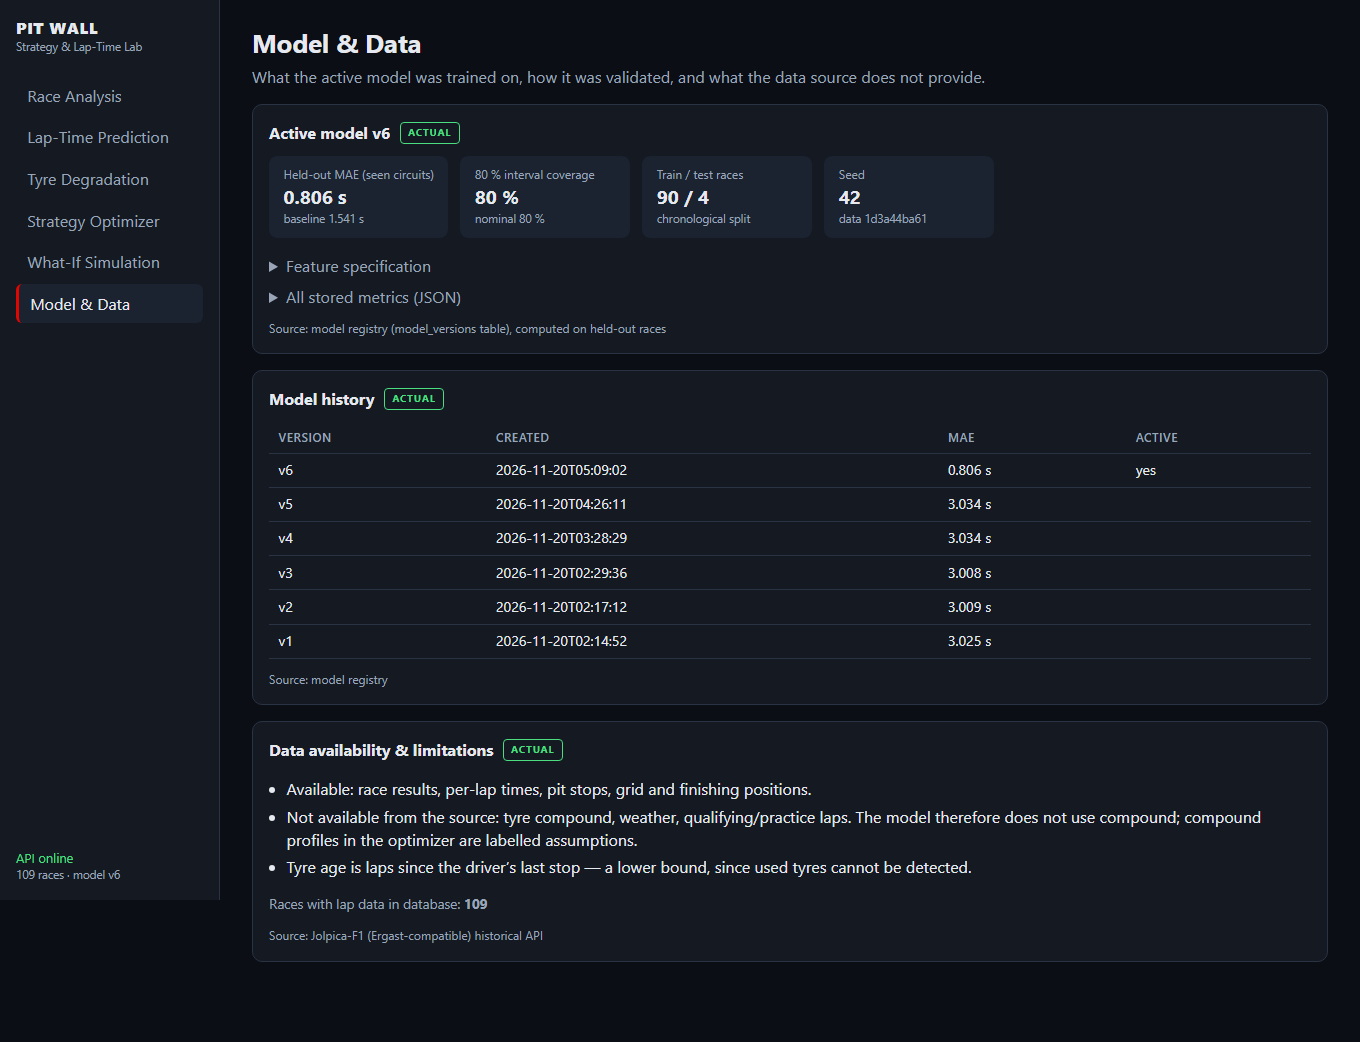 PIT WALL
Strategy & Lap-Time Lab
Race Analysis
Lap-Time Prediction
Tyre Degradation
Strategy Optimizer
What-If Simulation
Model & Data
API online
109 races · model v6
Model & Data
What the active model was trained on, how it was validated, and what the data source does not provide.
Active model v6 ACTUAL
Held-out MAE (seen circuits)
0.806 s
baseline 1.541 s
80 % interval coverage
80 %
nominal 80 %
Train / test races
90 / 4
chronological split
Seed
42
data 1d3a44ba61
Feature specification
All stored metrics (JSON)
Source: model registry (model_versions table), computed on held-out races
Model history ACTUAL
VERSION CREATED MAE ACTIVE
v6 2026-11-20T05:09:02 0.806 s yes
v5 2026-11-20T04:26:11 3.034 s
v4 2026-11-20T03:28:29 3.034 s
v3 2026-11-20T02:29:36 3.008 s
v2 2026-11-20T02:17:12 3.009 s
v1 2026-11-20T02:14:52 3.025 s
Source: model registry
Data availability & limitations ACTUAL
• Available: race results, per-lap times, pit stops, grid and finishing positions.
• Not available from the source: tyre compound, weather, qualifying/practice laps. The model therefore does not use compound; compound
profiles in the optimizer are labelled assumptions.
• Tyre age is laps since the driver’s last stop — a lower bound, since used tyres cannot be detected.
Races with lap data in database: 109
Source: Jolpica-F1 (Ergast-compatible) historical API